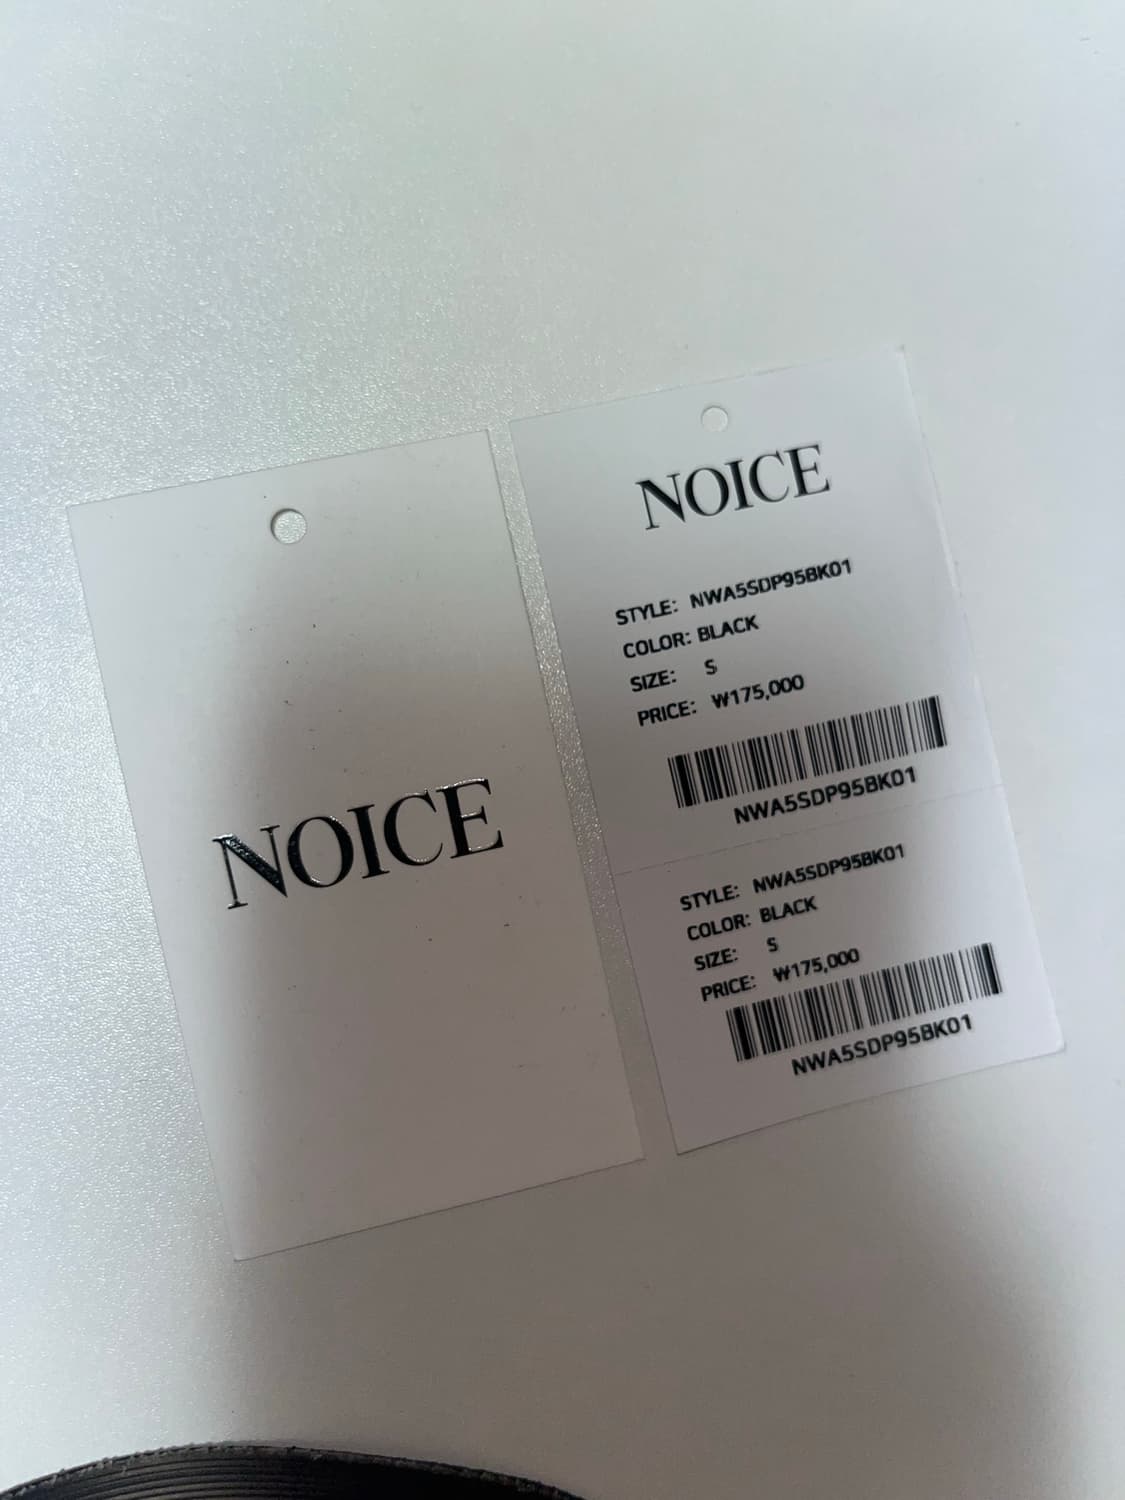 NOICE
NOICE
STYLE: NWA5SDP95BK01
COLOR: BLACK
SIZE: S
PRICE: ₩175,000
NWA5SDP95BK01
STYLE: NWA5SDP95BK01
COLOR: BLACK
SIZE: S
PRICE: ₩175,000
NWA5SDP95BK01